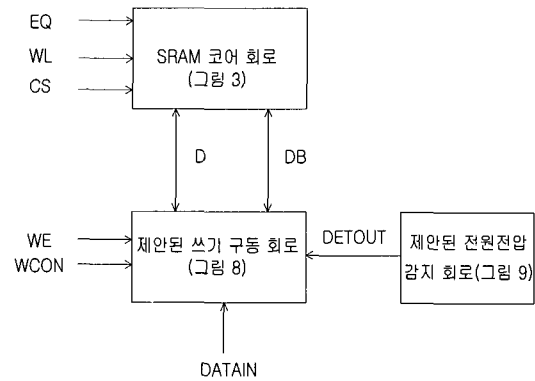 EQ
WL
CS
SRAM 코어 회로
(그림 3)
D
DB
WE
WCON
제안된 쓰기 구동 회로
(그림 8)
DETOUT
제안된 전원전압
감지 회로(그림 9)
DATAIN